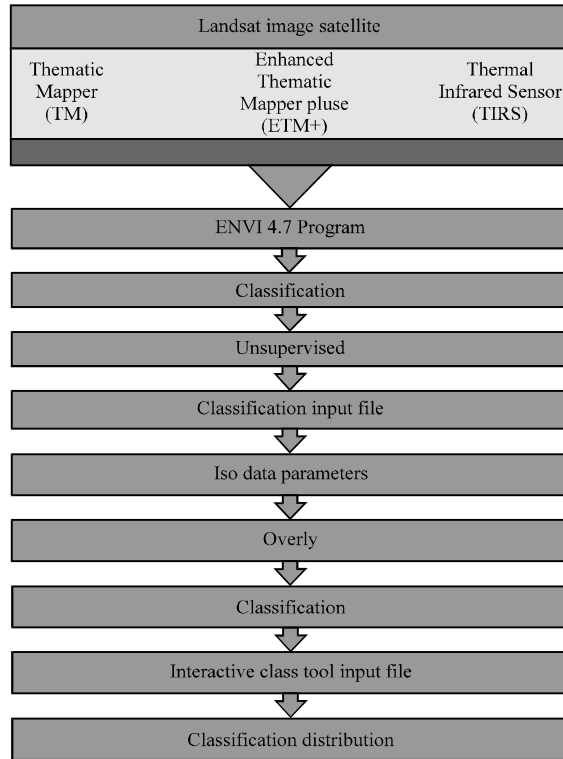 Landsat image satellite
Thematic
Mapper
(TM)
Enhanced
Thematic
Mapper pluse
(ETM+)
Thermal
Infrared Sensor
(TIRS)
ENVI 4.7 Program
Classification
Unsupervised
Classification input file
Iso data parameters
Overly
Classification
Interactive class tool input file
Classification distribution